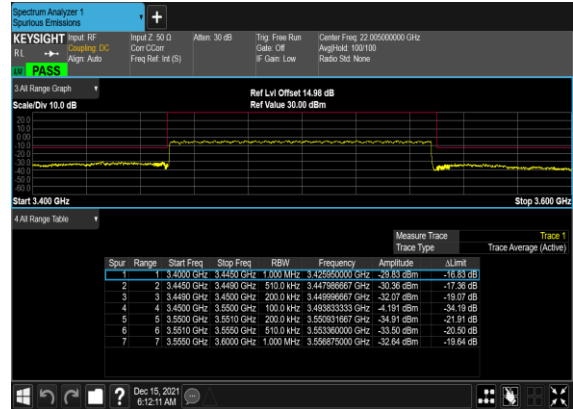 Spectrum Analyzer 1
Spurious Emissions
KEYSIGHT Input: RF Input Z: 50 Ω Atten: 30 dB Trig: Free Run Center Freq: 22.005000000 GHz
RL Coupling: DC Corr CCorr Gate: Off Avg|Hold: 100/100
Align: Auto Freq Ref: Int (S) IF Gain: Low Radio Std: None
PASS
3 All Range Graph
Ref Lvl Offset 14.98 dB
Scale/Div 10.0 dB Ref Value 30.00 dBm
20.0
10.0
0.00
-10.0
-20.0
-30.0
-40.0
-50.0
-60.0
Start 3.400 GHz Stop 3.600 GHz
4 All Range Table
Measure Trace Trace 1
Trace Type Trace Average (Active)
Spur Range Start Freq Stop Freq RBW Frequency Amplitude ΔLimit
1 1 3.4000 GHz 3.4450 GHz 1.000 MHz 3.425950000 GHz -29.83 dBm -16.83 dB
2 2 3.4450 GHz 3.4490 GHz 510.0 kHz 3.447986667 GHz -30.36 dBm -17.36 dB
3 3 3.4490 GHz 3.4500 GHz 200.0 kHz 3.449996667 GHz -32.07 dBm -19.07 dB
4 4 3.4500 GHz 3.5500 GHz 100.0 kHz 3.493833333 GHz -4.191 dBm -34.19 dB
5 5 3.5500 GHz 3.5510 GHz 200.0 kHz 3.550931667 GHz -34.91 dBm -21.91 dB
6 6 3.5510 GHz 3.5550 GHz 510.0 kHz 3.553360000 GHz -33.50 dBm -20.50 dB
7 7 3.5550 GHz 3.6000 GHz 1.000 MHz 3.556875000 GHz -32.64 dBm -19.64 dB
Dec 15, 2021
6:12:11 AM